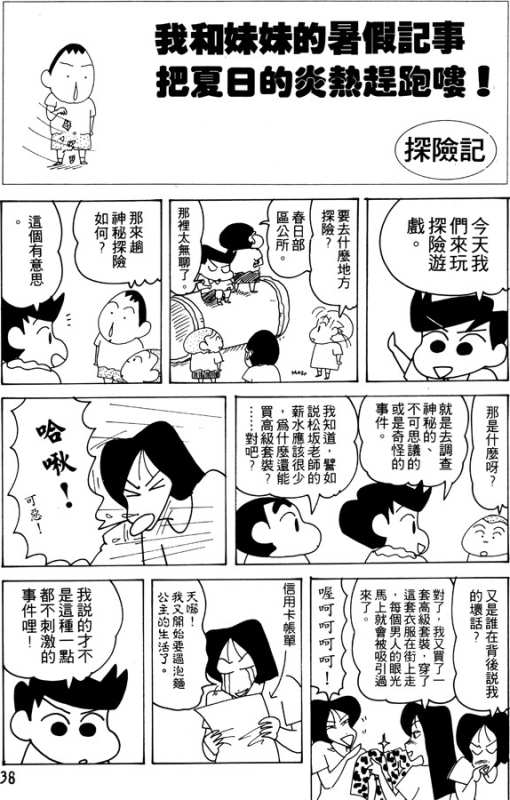 我和妹妹的暑假記事
把夏日的炎熱趕跑嘍！
探險記
今天我
們來玩
探險遊
戲。
要去什麼地方
探險？
春日部
區公所。
那裡太無聊了。
那來趟
神秘探險
如何？
這個有意思
。
那是什麼呀？
就是去調查
神秘的、
不可思議的
或是奇怪的
事件。
我知道，譬如
說松坂老師的
薪水應該很少
，為什麼還能
買高級套裝？
……對吧？
哈啾！
可惡！
又是誰在背後說我
的壞話？
對了，我又買了一
套高級套裝，穿了
這套衣服在街上走
，每個男人的眼光
馬上就會被吸引過
來了。
喔呵呵呵呵！
信用卡帳單
天啊！
我又開始要過泡麵
公主的生活了。
我說的才不
是這種一點
都不刺激的
事件哩！
38